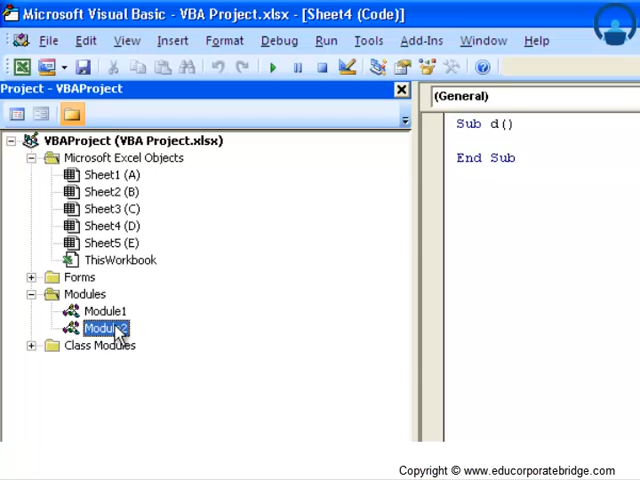 Microsoft Visual Basic - VBA Project.xlsx - [Sheet4 (Code)]
File Edit View Insert Format Debug Run Tools Add-Ins Window Help
Project - VBAProject
(General)
VBAProject (VBA Project.xlsx)
Microsoft Excel Objects
Sheet1 (A)
Sheet2 (B)
Sheet3 (C)
Sheet4 (D)
Sheet5 (E)
ThisWorkbook
Forms
Modules
Module1
Module2
Class Modules
Sub d()
End Sub
Copyright © www.educorporatebridge.com